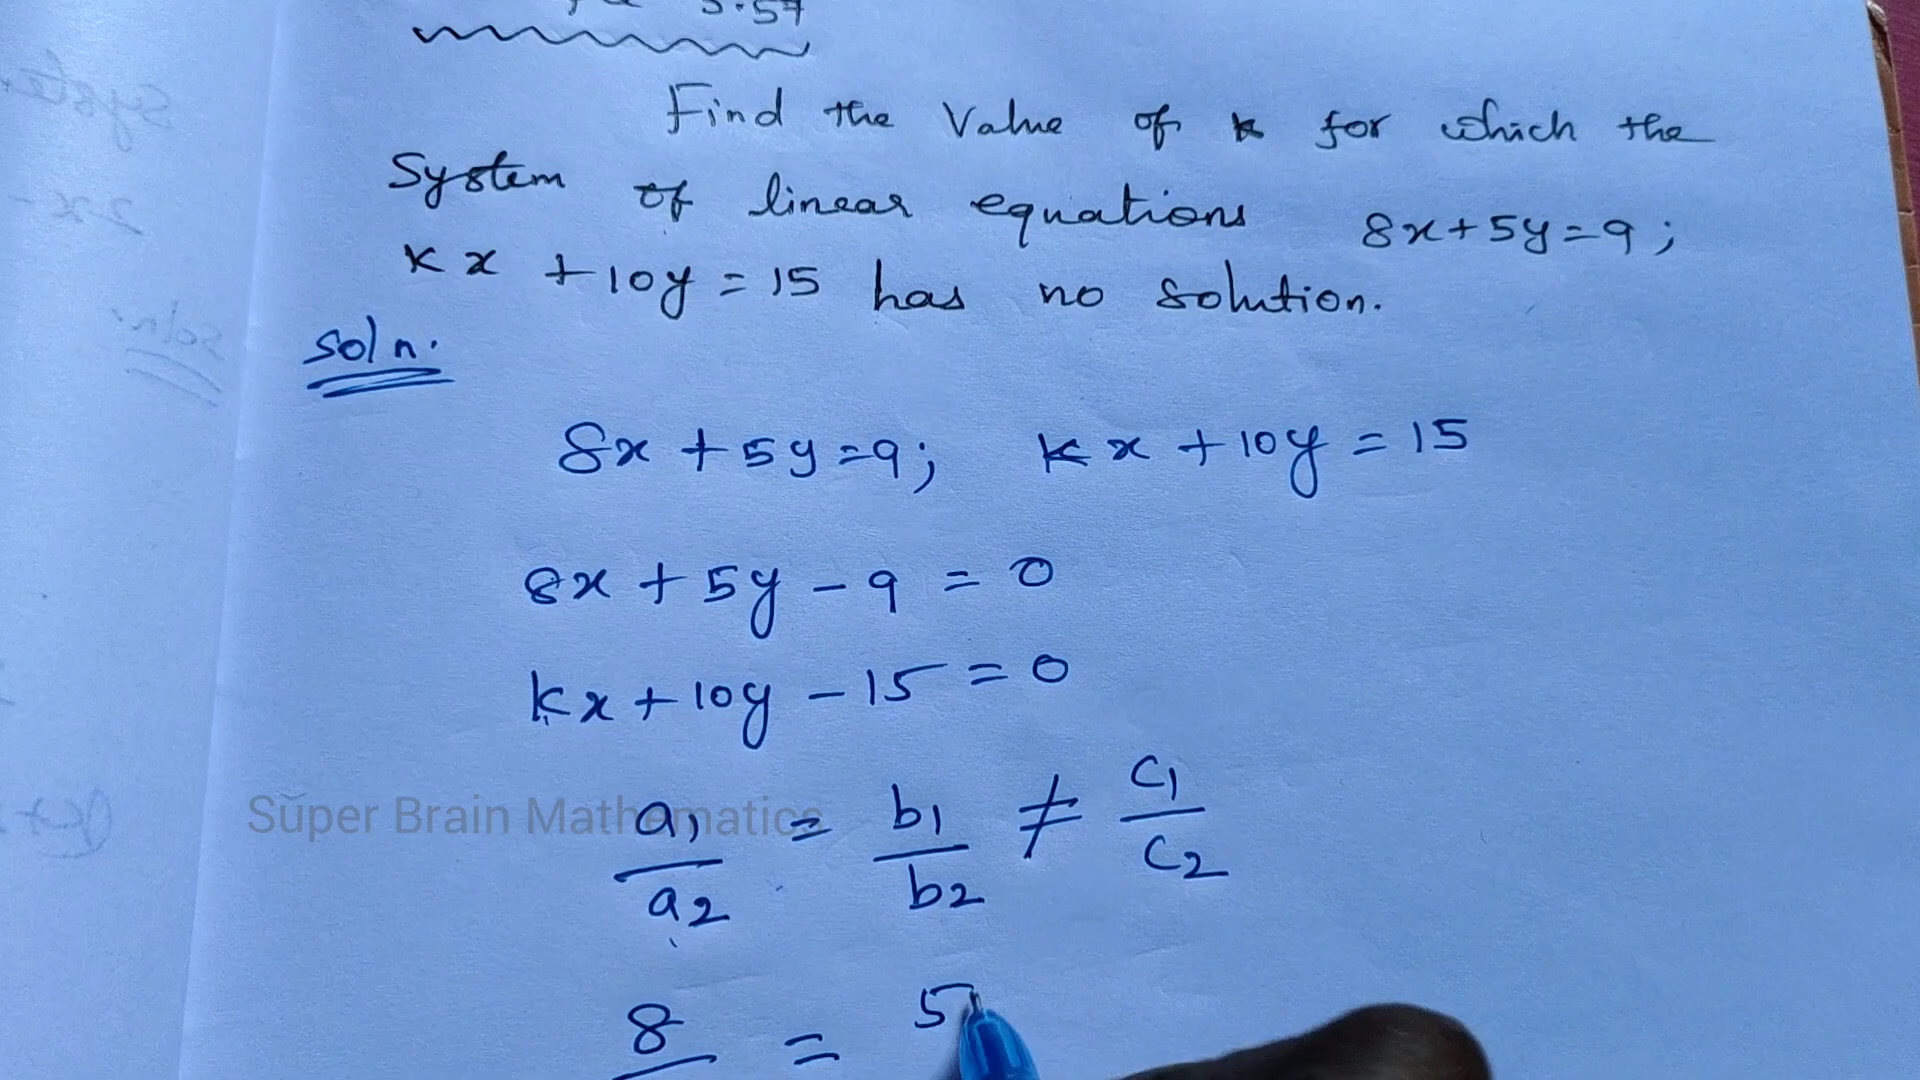 5.57
Find the Value of k for which the
System of linear equations 8x+5y=9;
kx +10y=15 has no solution.
Soln.
8x+5y=9; kx+10y=15
8x+5y-9=0
kx+10y-15=0
Super Brain Mathematics
a1/a2 = b1/b2 ≠ c1/c2
8 = 5